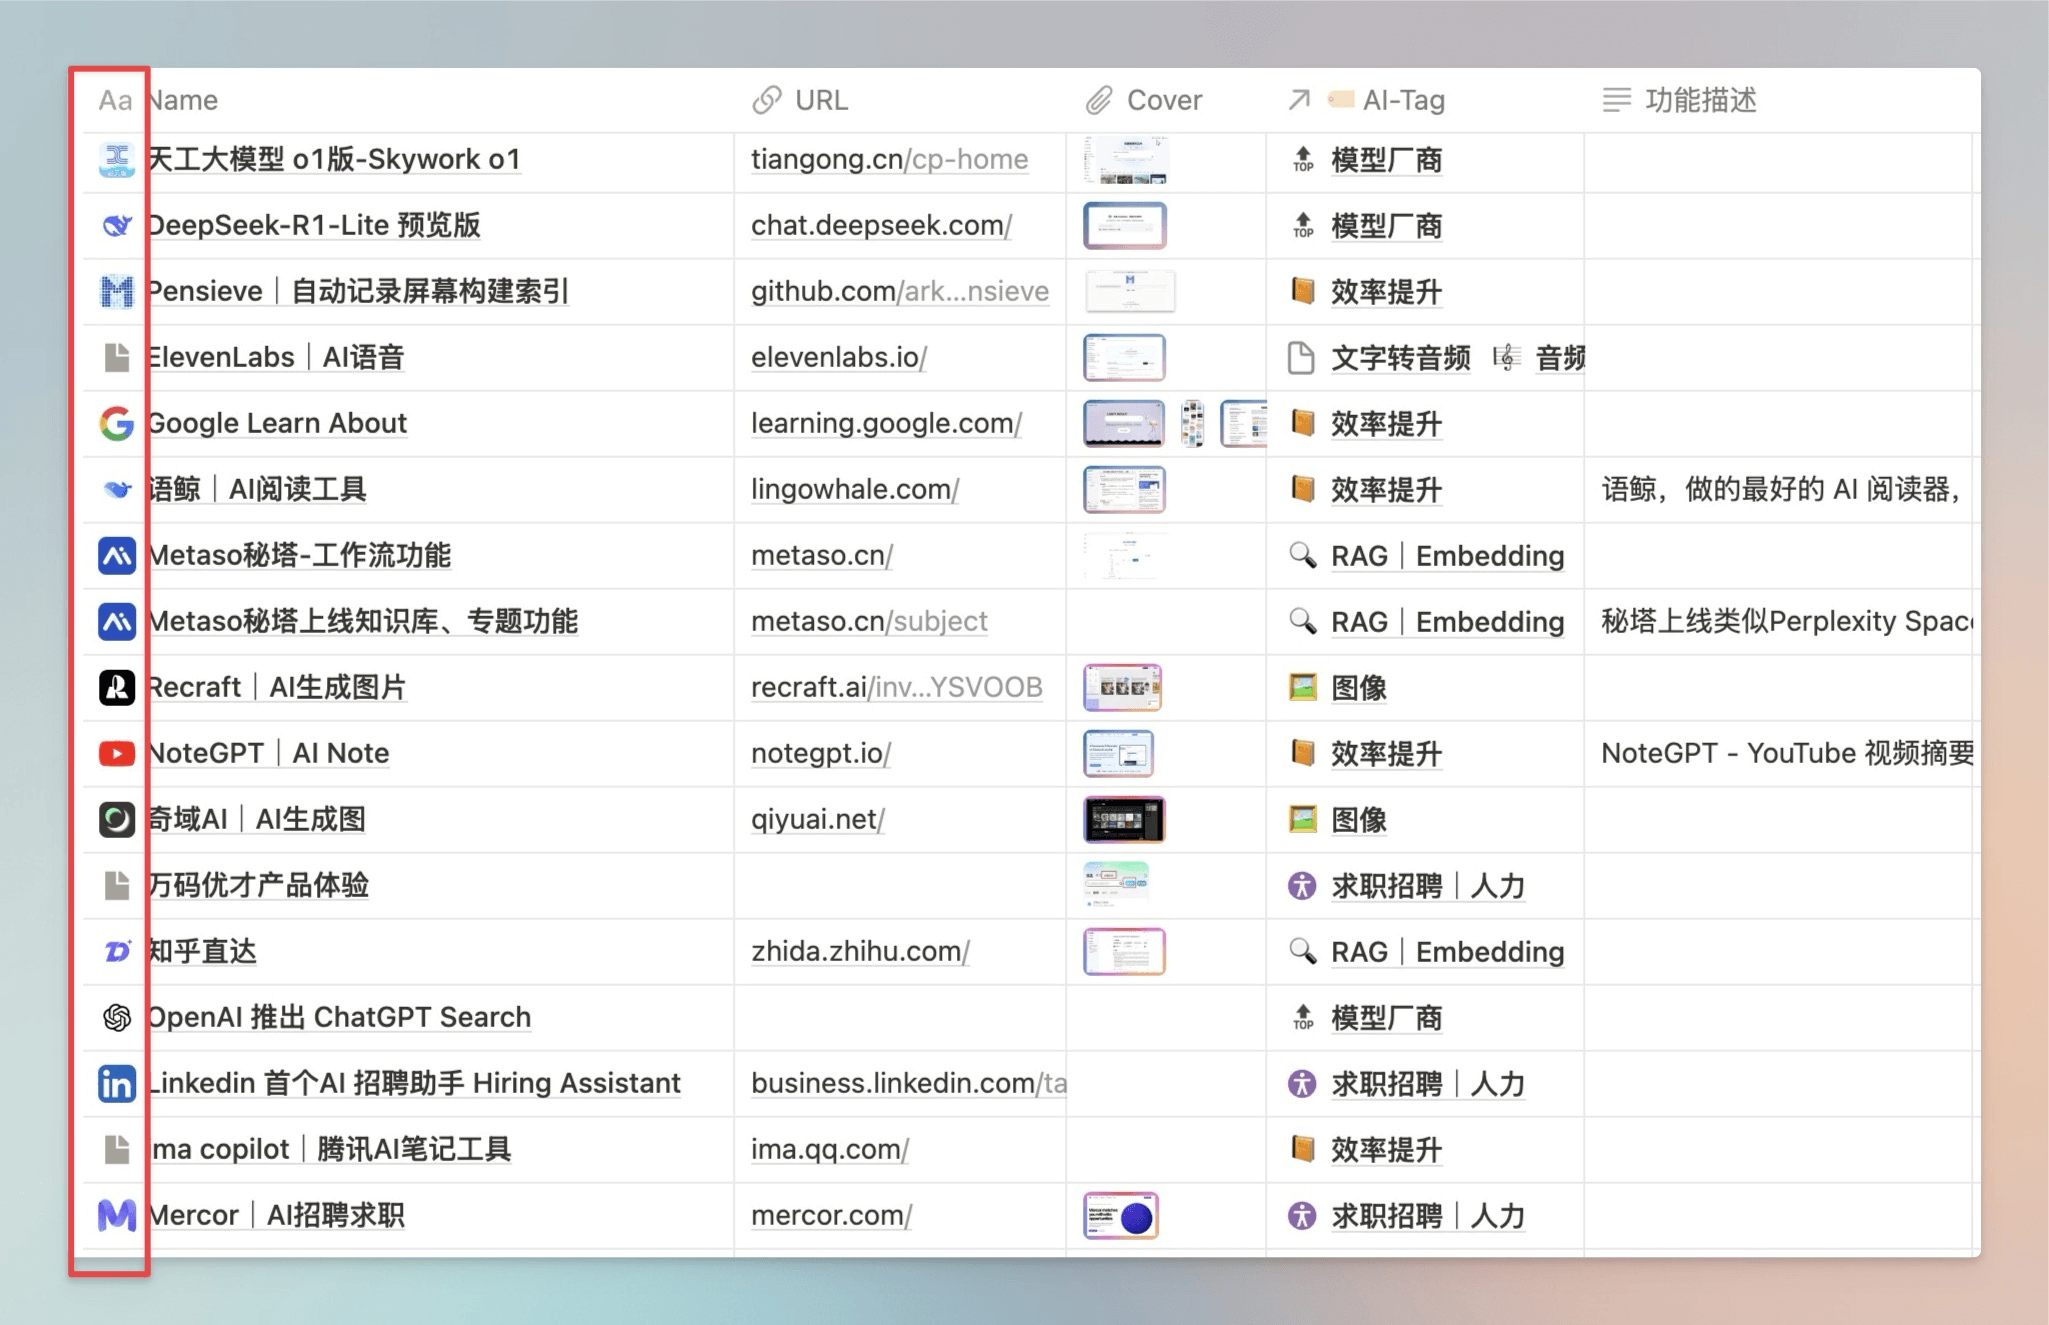 Aa Name URL Cover AI-Tag 功能描述
天工大模型 o1版-Skywork o1 tiangong.cn/cp-home TOP 模型厂商
DeepSeek-R1-Lite 预览版 chat.deepseek.com/ TOP 模型厂商
Pensieve｜自动记录屏幕构建索引 github.com/ark...nsieve 效率提升
ElevenLabs｜AI语音 elevenlabs.io/ 文字转音频 音频
Google Learn About learning.google.com/ 效率提升
语鲸｜AI阅读工具 lingowhale.com/ 效率提升 语鲸，做的最好的 AI 阅读器，
Metaso秘塔-工作流功能 metaso.cn/ RAG｜Embedding
Metaso秘塔上线知识库、专题功能 metaso.cn/subject RAG｜Embedding 秘塔上线类似Perplexity Space
Recraft｜AI生成图片 recraft.ai/inv...YSVOOB 图像
NoteGPT｜AI Note notegpt.io/ 效率提升 NoteGPT - YouTube 视频摘要
奇域AI｜AI生成图 qiyuai.net/ 图像
万码优才产品体验 求职招聘｜人力
知乎直达 zhida.zhihu.com/ RAG｜Embedding
OpenAI 推出 ChatGPT Search TOP 模型厂商
in Linkedin 首个AI 招聘助手 Hiring Assistant business.linkedin.com/ta 求职招聘｜人力
ima copilot｜腾讯AI笔记工具 ima.qq.com/ 效率提升
Mercor｜AI招聘求职 mercor.com/ 求职招聘｜人力